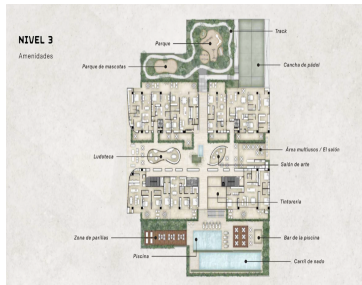 NIVEL 3
Amenidades
Parque
Track
Parque de mascotas
Cancha de pádel
Ludoteca
Área multiusos / El salón
Salón de arte
Tintorería
Zona de parillas
Bar de la piscina
Piscina
Carril de nado